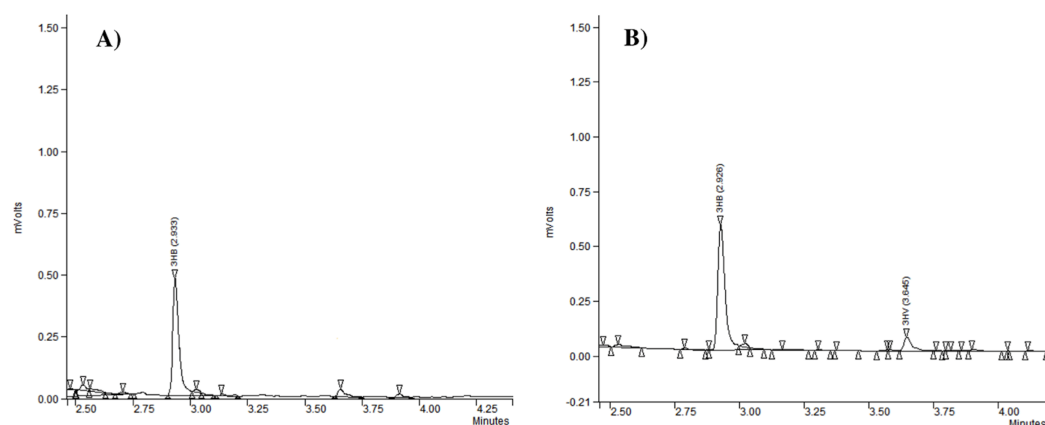 A)
1.50
1.25
1.00
0.75
0.50
0.25
0.00
mVolts
3HB (2.933)
2.50 2.75 3.00 3.25 3.50 3.75 4.00 4.25
Minutes
B)
1.50
1.25
1.00
0.75
0.50
0.25
0.00
-0.21
mVolts
3HB (2.926)
3HV (3.645)
2.50 2.75 3.00 3.25 3.50 3.75 4.00
Minutes